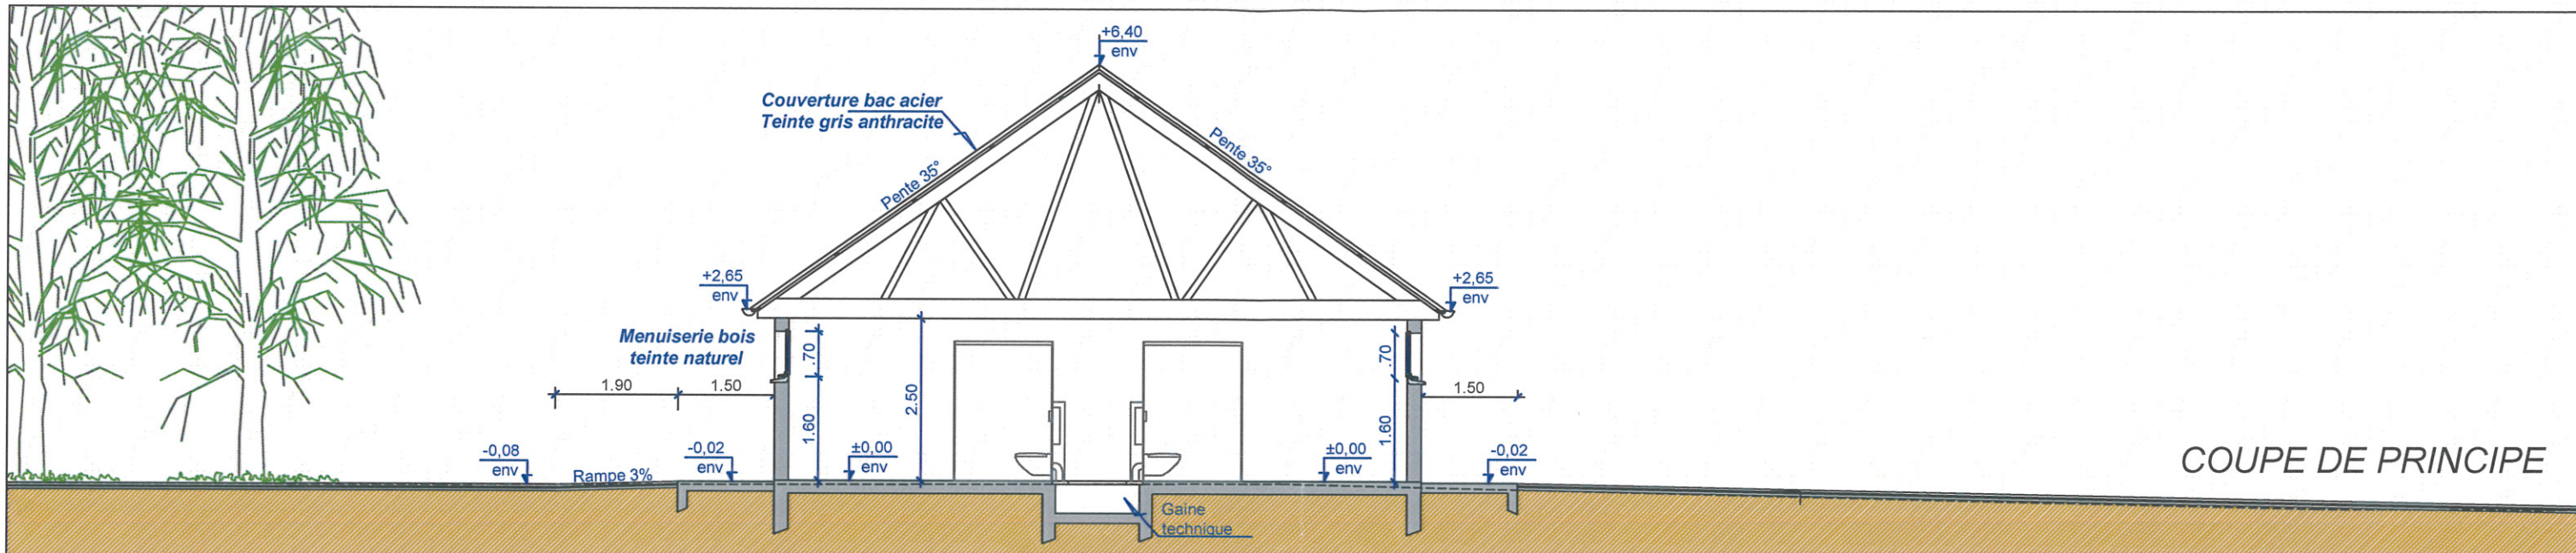 +6,40
env
Couverture bac acier
Teinte gris anthracite
Pente 35°
Pente 35°
+2,65
env
+2,65
env
Menuiserie bois
teinte naturel
.70
.70
1.90
1.50
2.50
1.50
1.60
1.60
-0,08
env
Rampe 3%
-0,02
env
±0,00
env
±0,00
env
-0,02
env
COUPE DE PRINCIPE
Gaine
technique